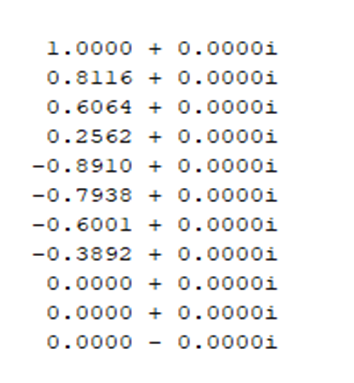 1.0000 + 0.0000i
0.8116 + 0.0000i
0.6064 + 0.0000i
0.2562 + 0.0000i
-0.8910 + 0.0000i
-0.7938 + 0.0000i
-0.6001 + 0.0000i
-0.3892 + 0.0000i
0.0000 + 0.0000i
0.0000 + 0.0000i
0.0000 - 0.0000i